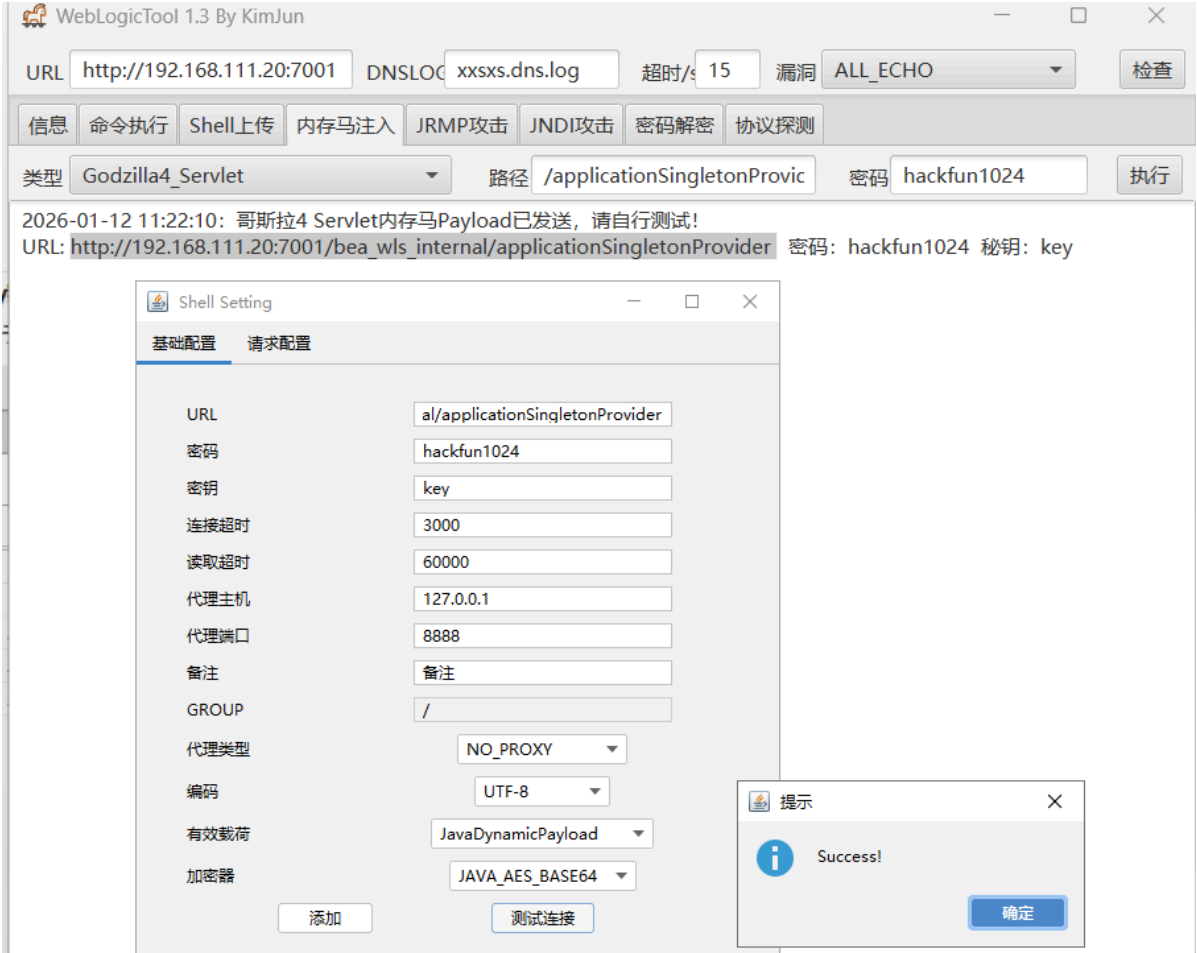 WebLogicTool 1.3 By KimJun
URL http://192.168.111.20:7001 DNSLOG xxsxs.dns.log 超时/s 15 漏洞 ALL_ECHO 检查
信息 命令执行 Shell上传 内存马注入 JRMP攻击 JNDI攻击 密码解密 协议探测
类型 Godzilla4_Servlet 路径 /applicationSingletonProvic 密码 hackfun1024 执行
2026-01-12 11:22:10：哥斯拉4 Servlet内存马Payload已发送，请自行测试！
URL: http://192.168.111.20:7001/bea_wls_internal/applicationSingletonProvider 密码：hackfun1024 秘钥：key
Shell Setting
基础配置 请求配置
URL al/applicationSingletonProvider
密码 hackfun1024
密钥 key
连接超时 3000
读取超时 60000
代理主机 127.0.0.1
代理端口 8888
备注 备注
GROUP /
代理类型 NO_PROXY
编码 UTF-8
有效载荷 JavaDynamicPayload
加密器 JAVA_AES_BASE64
添加 测试连接
提示
Success!
确定